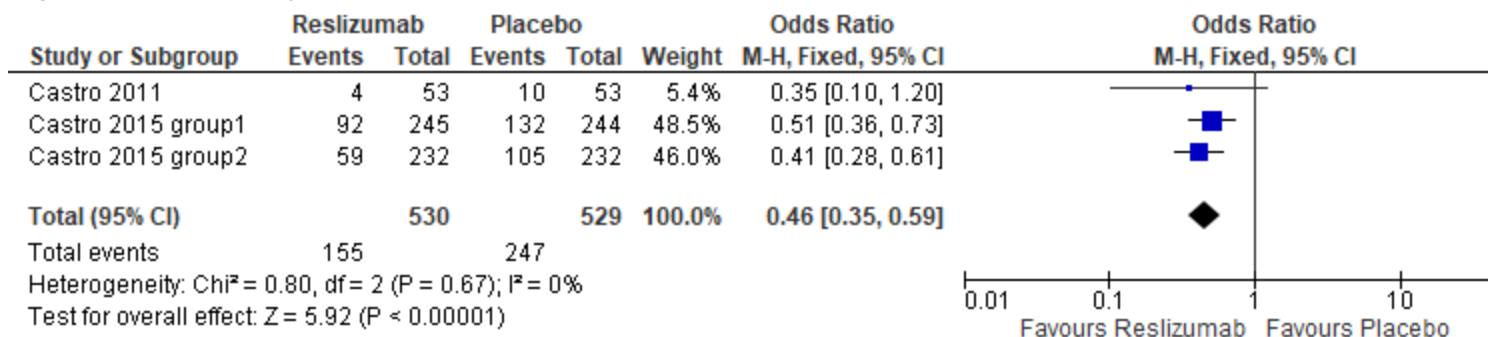 Reslizumab Placebo Odds Ratio Odds Ratio
Study or Subgroup Events Total Events Total Weight M-H, Fixed, 95% CI M-H, Fixed, 95% CI
Castro 2011 4 53 10 53 5.4% 0.35 [0.10, 1.20]
Castro 2015 group1 92 245 132 244 48.5% 0.51 [0.36, 0.73]
Castro 2015 group2 59 232 105 232 46.0% 0.41 [0.28, 0.61]
Total (95% CI) 530 529 100.0% 0.46 [0.35, 0.59]
Total events 155 247
Heterogeneity: Chi² = 0.80, df = 2 (P = 0.67); I² = 0%
Test for overall effect: Z = 5.92 (P < 0.00001)
0.01 0.1 1 10
Favours Reslizumab Favours Placebo